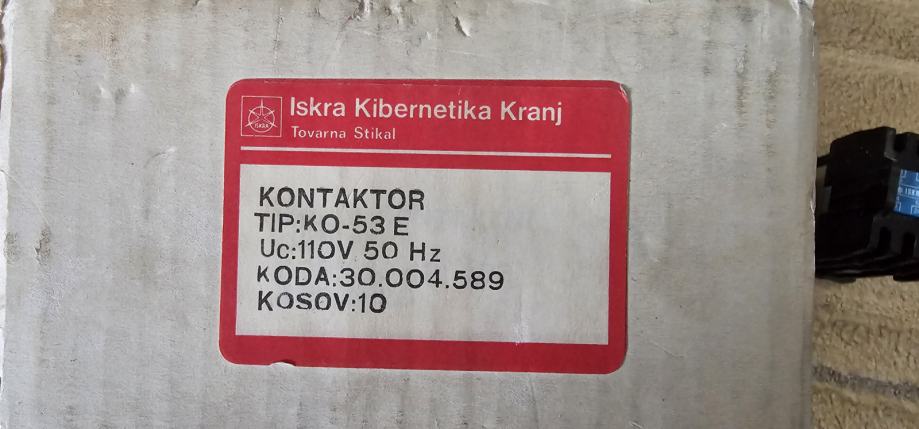 ISKRA
Iskra Kibernetika Kranj
Tovarna Stikal
KONTAKTOR
TIP:KO-53 E
Uc:110V 50 Hz
KODA:30.004.589
KOSOV:10